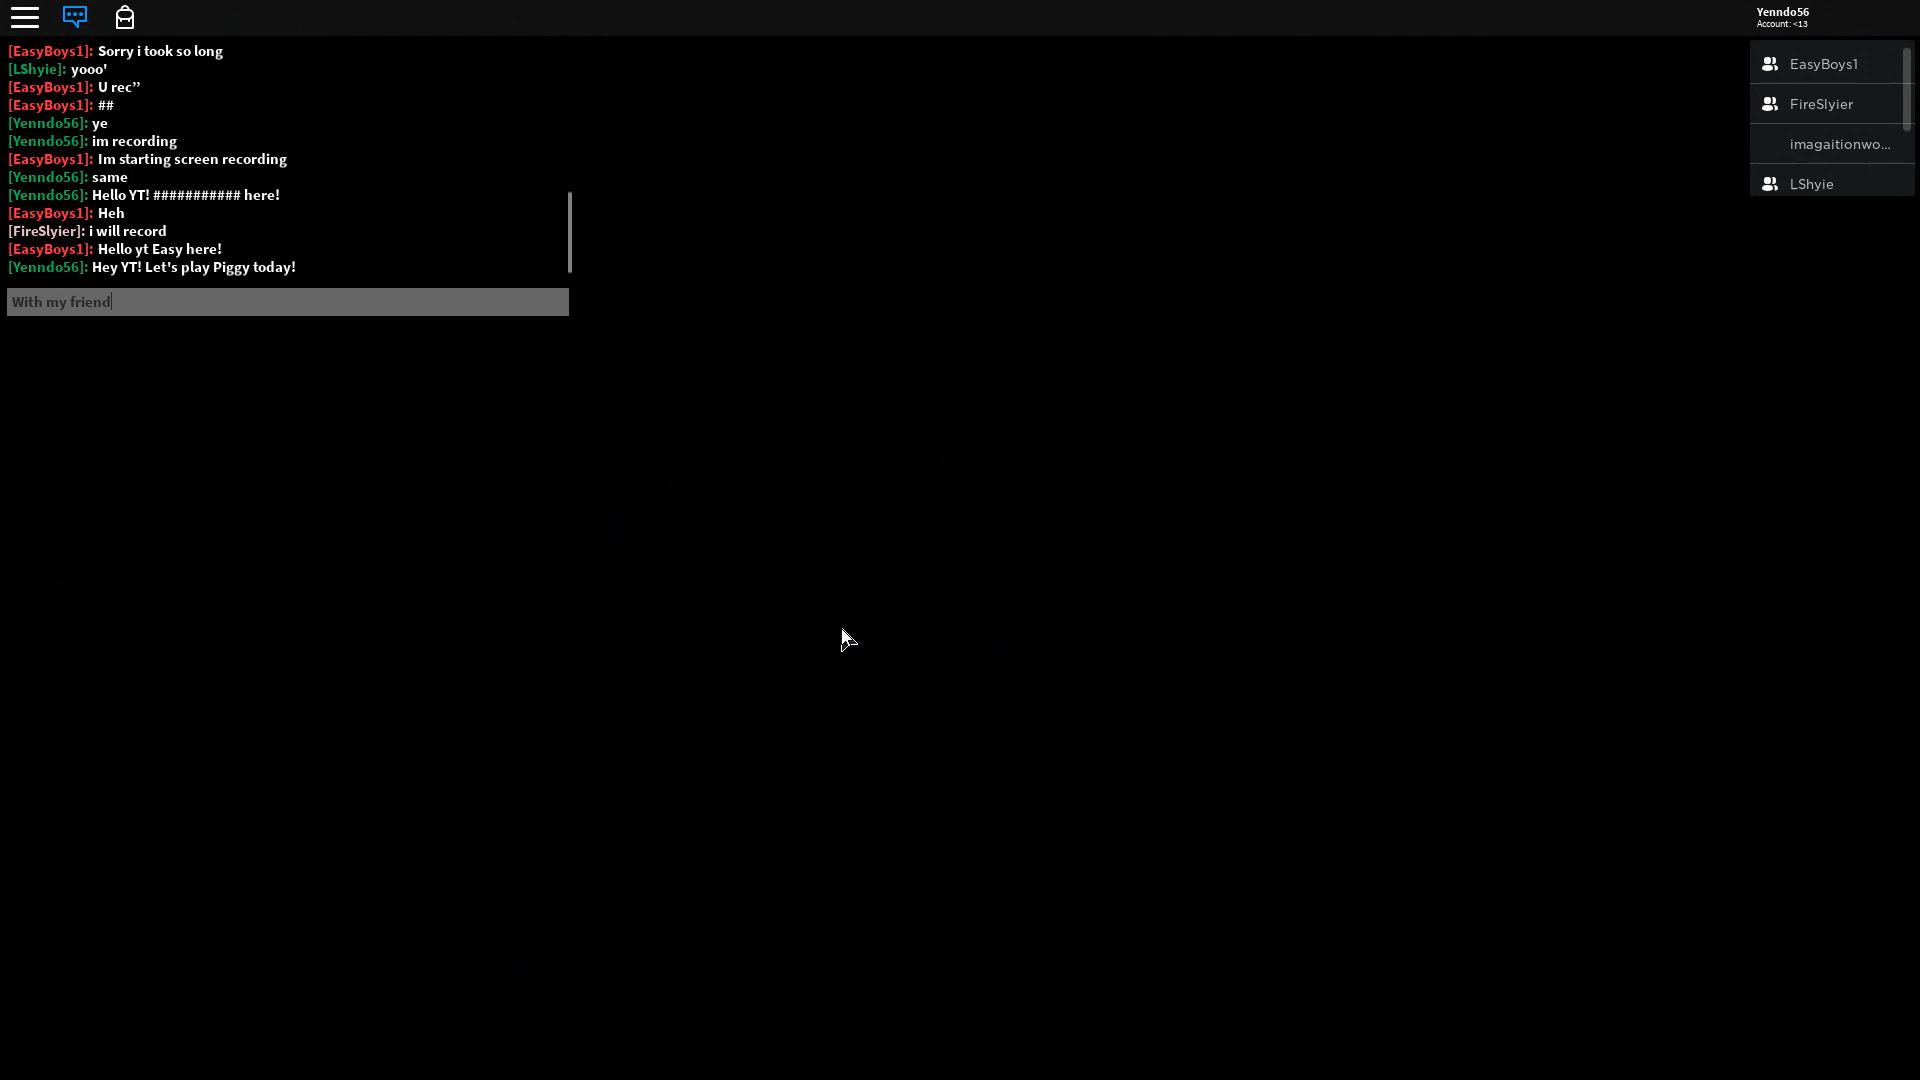 Yenndo56
Account: <13
[EasyBoys1]: Sorry i took so long
[LShyie]: yooo'
[EasyBoys1]: U rec”
[EasyBoys1]: ##
[Yenndo56]: ye
[Yenndo56]: im recording
[EasyBoys1]: Im starting screen recording
[Yenndo56]: same
[Yenndo56]: Hello YT! ########### here!
[EasyBoys1]: Heh
[FireSlyier]: i will record
[EasyBoys1]: Hello yt Easy here!
[Yenndo56]: Hey YT! Let's play Piggy today!
With my friend
EasyBoys1
FireSlyier
imagaitionwo...
LShyie